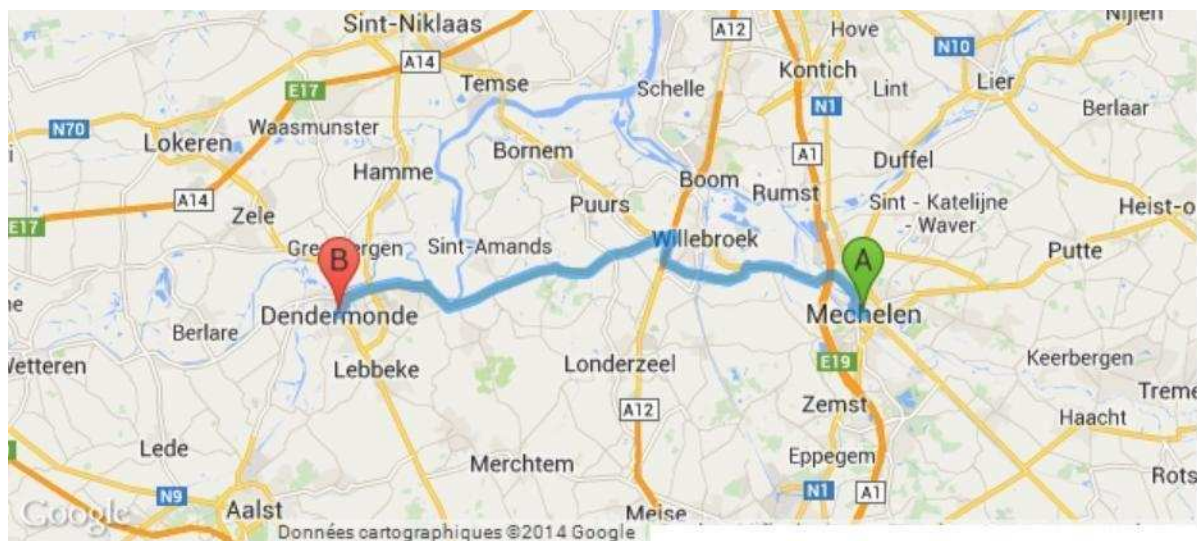 Sint-Niklaas
A12
Hove
Nijlen
N10
A14
Kontich
Lier
E17
Temse
Schelle
N1
Lint
Berlaar
N70
Waasmunster
Lokeren
Bornem
A1
Duffel
Hamme
Boom
Rumst
A14
Zele
Puurs
Sint - Katelijne
- Waver
Heist-o
E17
Sint-Amands
Willebroek
Putte
B
A
Dendermonde
Mechelen
Berlare
Wetteren
Lebbeke
Londerzeel
E19
Keerbergen
A12
Zemst
Haacht
Lede
Merchtem
Eppegem
Rots
N9
N1
A1
Aalst
Meise
Google
Données cartographiques ©2014 Google